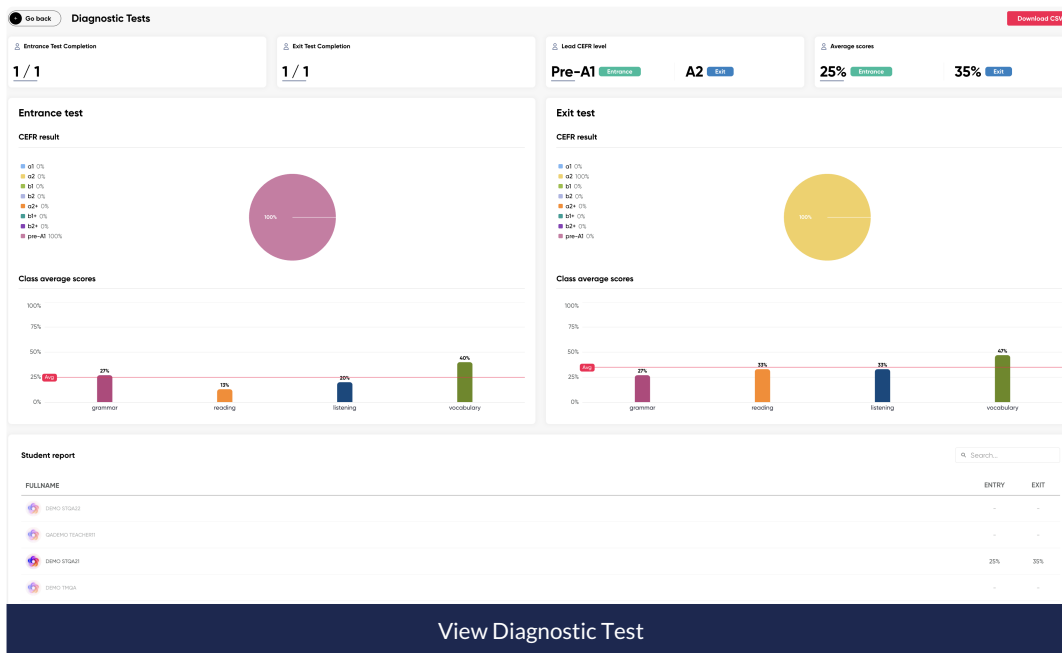 Go back Diagnostic Tests Download CSV
Entrance Test Completion
1 / 1
Exit Test Completion
1 / 1
Lead CEFR level
Pre-A1 Entrance A2 Exit
Average scores
25% Entrance 35% Exit
Entrance test
CEFR result
a1 0%
a2 0%
b1 0%
b2 0%
a2+ 0%
b1+ 0%
b2+ 0%
pre-A1 100%
100%
Class average scores
100%
75%
50%
25% Avg
0%
27%
13%
20%
40%
grammar reading listening vocabulary
Exit test
CEFR result
a1 0%
a2 100%
b1 0%
b2 0%
a2+ 0%
b1+ 0%
b2+ 0%
pre-A1 0%
100%
Class average scores
100%
75%
50%
Avg
25%
0%
27%
33%
33%
47%
grammar reading listening vocabulary
Student report Search...
FULLNAME ENTRY EXIT
DEMO STQA22 - -
QADEMO TEACHER11 - -
DEMO STQA21 25% 35%
DEMO TMQA - -
View Diagnostic Test